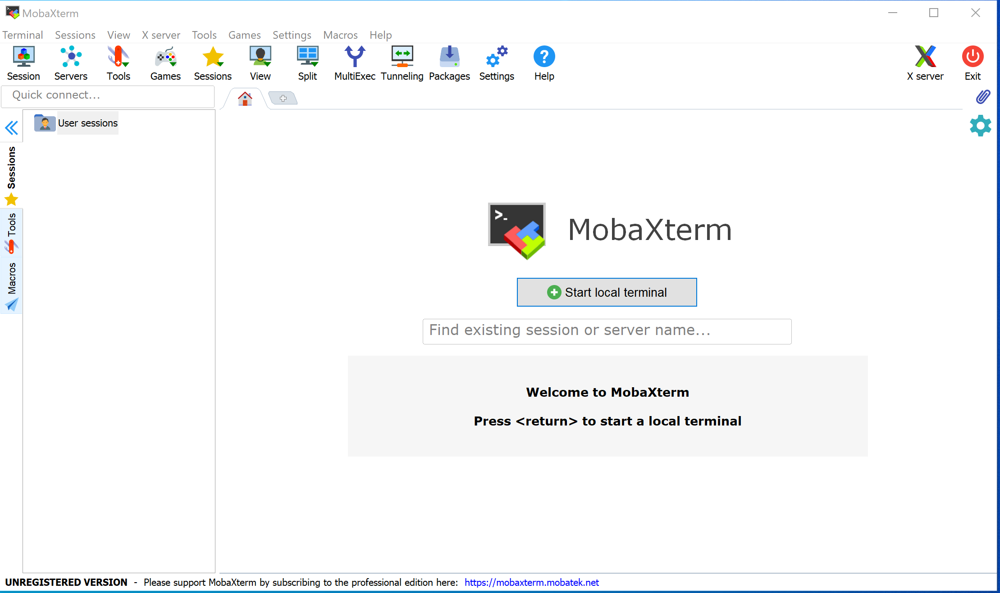 MobaXterm
Terminal Sessions View X server Tools Games Settings Macros Help
Session Servers Tools Games Sessions View Split MultiExec Tunneling Packages Settings Help X server Exit
Quick connect...
User sessions
Sessions
Tools
Macros
>_
MobaXterm
Start local terminal
Find existing session or server name...
Welcome to MobaXterm
Press <return> to start a local terminal
UNREGISTERED VERSION - Please support MobaXterm by subscribing to the professional edition here: https://mobaxterm.mobatek.net